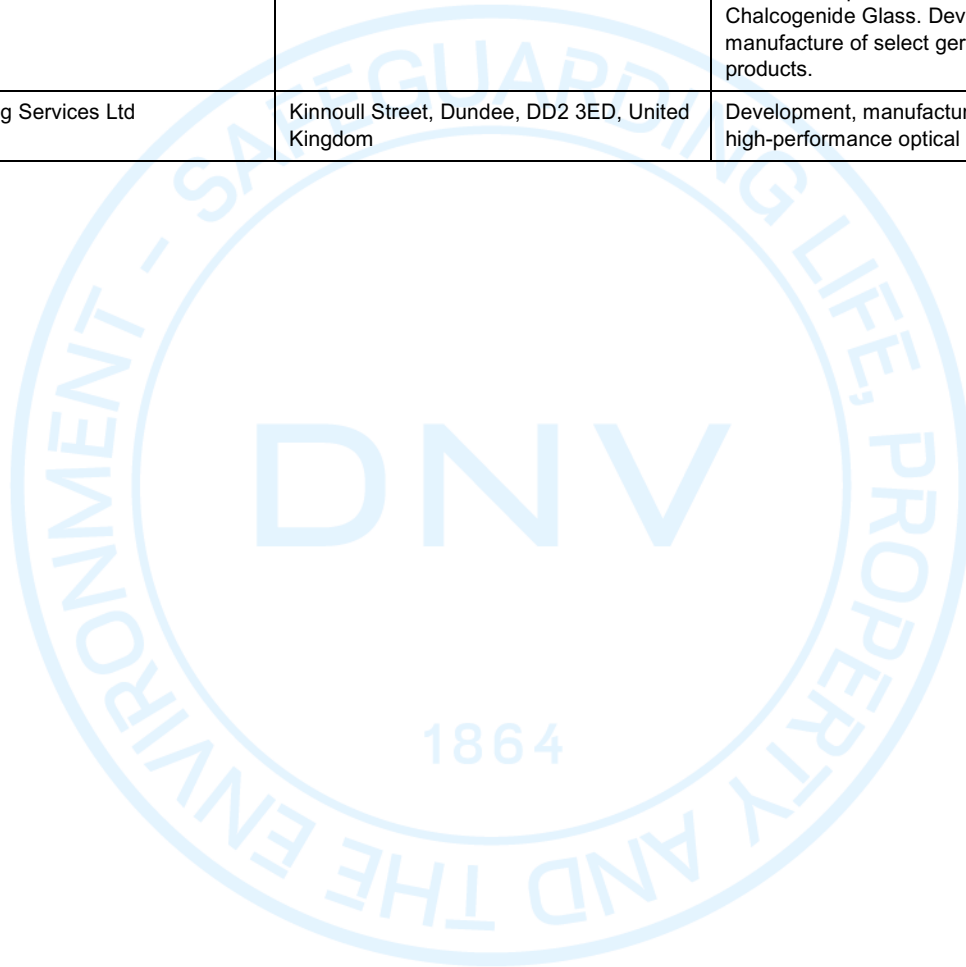 Chalcogenide Glass. Dev
manufacture of select ger
products.
g Services Ltd
Kinnoull Street, Dundee, DD2 3ED, United
Kingdom
Development, manufactur
high-performance optical
SAFEGUARDING LIFE, PROPERTY AND THE ENVIRONMENT -
DNV
1864